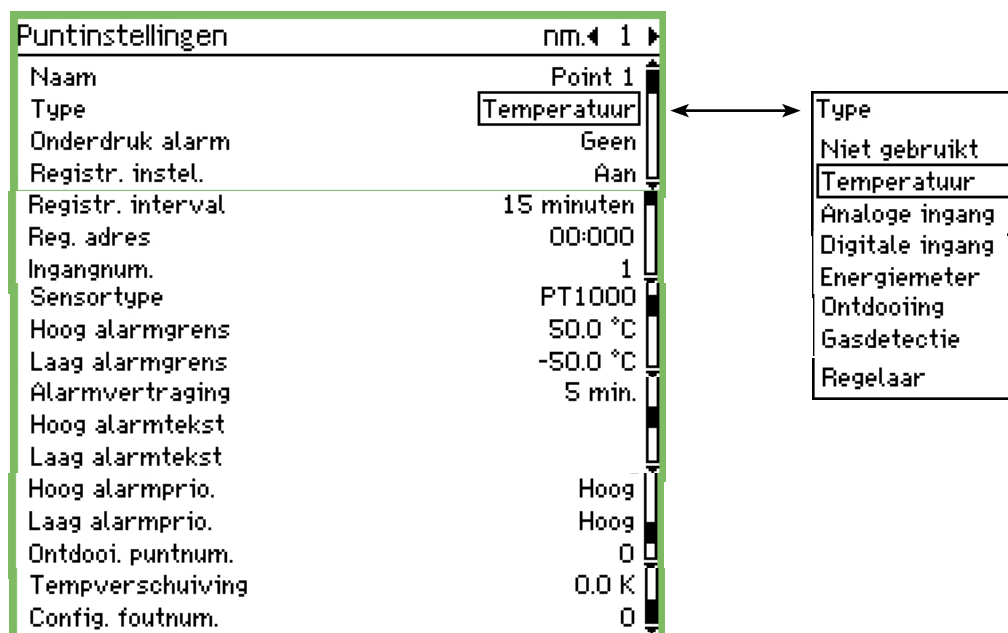 Puntinstellingen nm. 1
Naam Point 1
Type Temperatuur
Onderdruk alarm Geen
Registr. instel. Aan
Registr. interval 15 minuten
Reg. adres 00:000
Ingangnum. 1
Sensortype PT1000
Hoog alarmgrens 50.0 °C
Laag alarmgrens -50.0 °C
Alarmvertraging 5 min.
Hoog alarmtekst
Laag alarmtekst
Hoog alarmprio. Hoog
Laag alarmprio. Hoog
Ontdooi. puntnum. 0
Tempverschuiving 0.0 K
Config. foutnum. 0
Type
Niet gebruikt
Temperatuur
Analoge ingang
Digitale ingang
Energiemeter
Ontdooiing
Gasdetectie
Regelaar